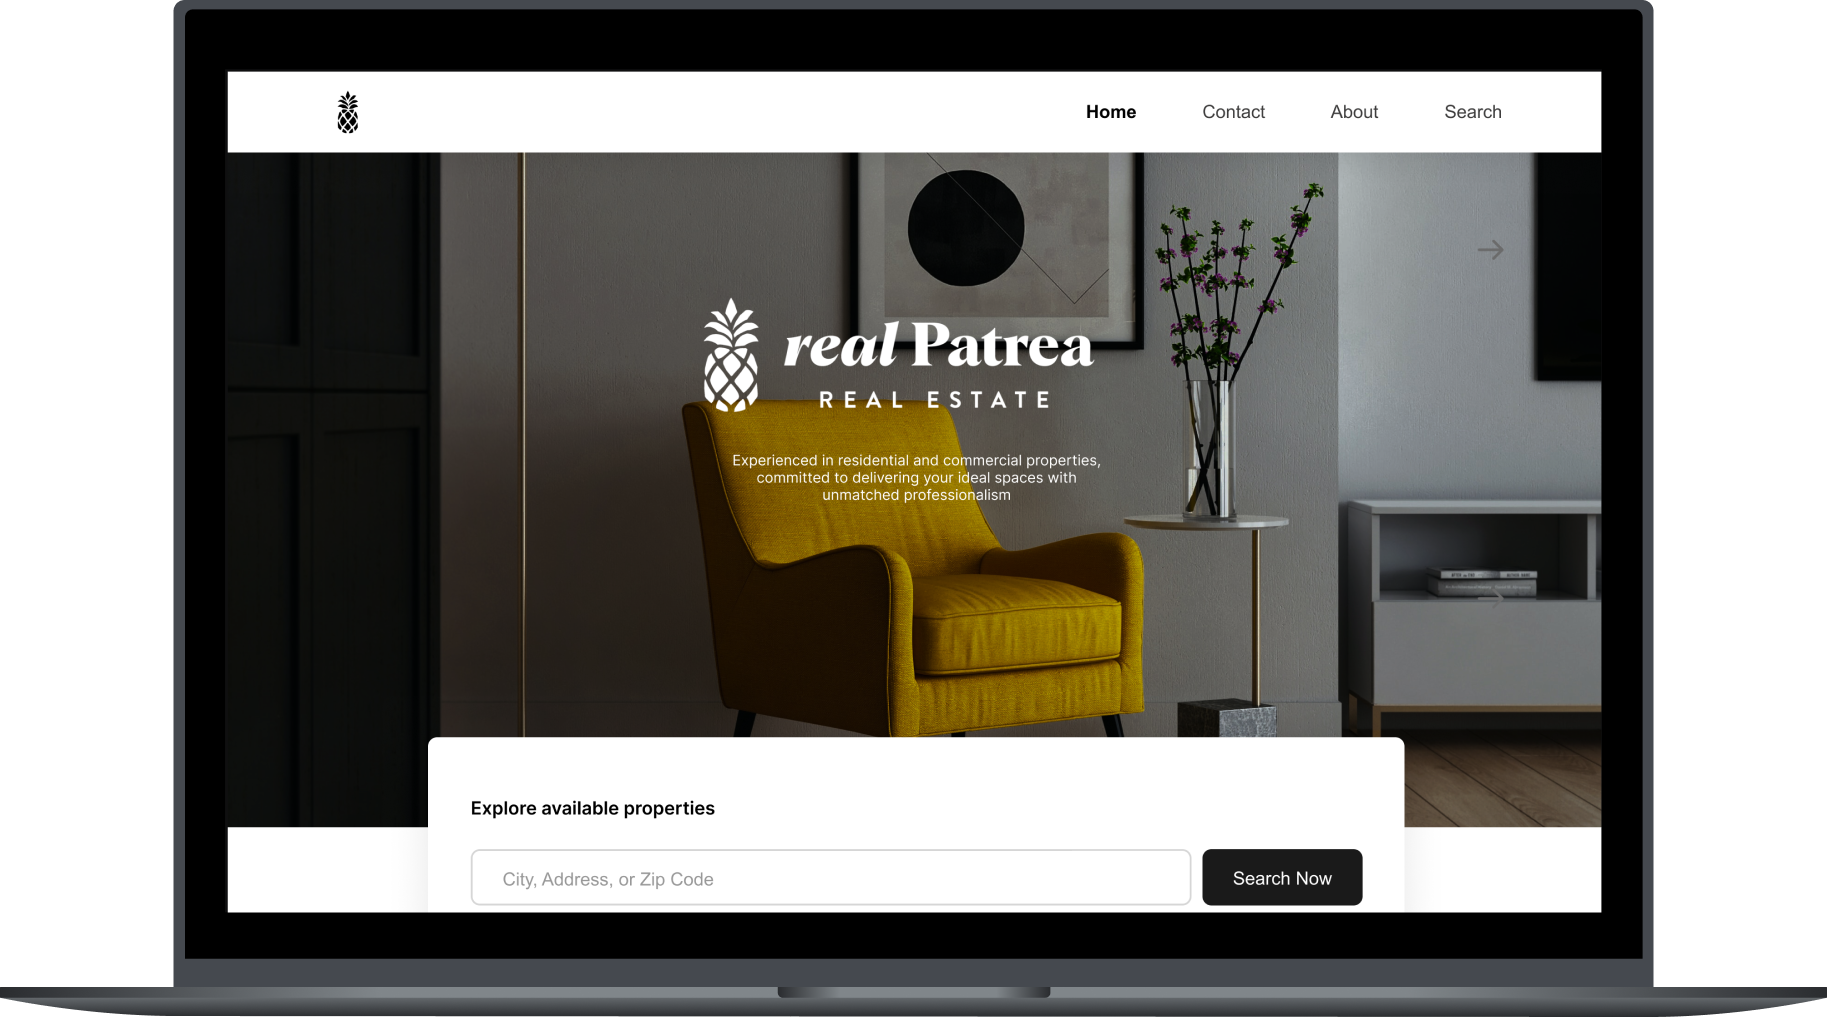 Home Contact About Search
real Patrea
REAL ESTATE
Experienced in residential and commercial properties,
committed to delivering your ideal spaces with
unmatched professionalism
Explore available properties
City, Address, or Zip Code
Search Now